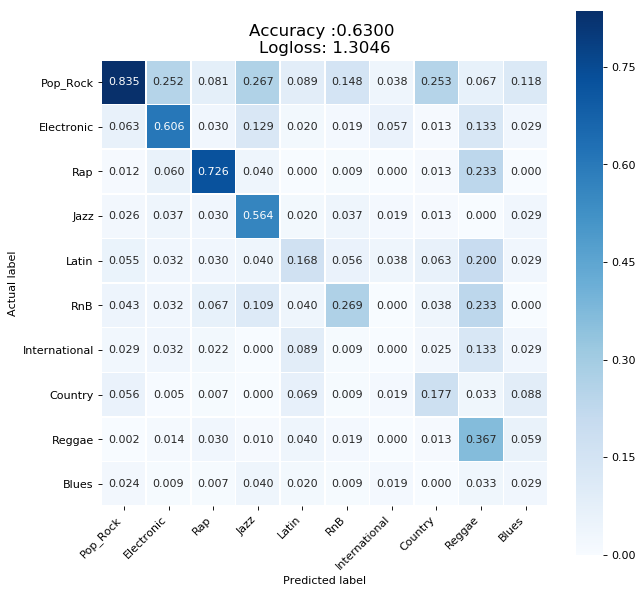 Accuracy :0.6300
Logloss: 1.3046
Pop_Rock 0.835 0.252 0.081 0.267 0.089 0.148 0.038 0.253 0.067 0.118
Electronic 0.063 0.606 0.030 0.129 0.020 0.019 0.057 0.013 0.133 0.029
Rap 0.012 0.060 0.726 0.040 0.000 0.009 0.000 0.013 0.233 0.000
Jazz 0.026 0.037 0.030 0.564 0.020 0.037 0.019 0.013 0.000 0.029
Latin 0.055 0.032 0.030 0.040 0.168 0.056 0.038 0.063 0.200 0.029
RnB 0.043 0.032 0.067 0.109 0.040 0.269 0.000 0.038 0.233 0.000
International 0.029 0.032 0.022 0.000 0.089 0.009 0.000 0.025 0.133 0.029
Country 0.056 0.005 0.007 0.000 0.069 0.009 0.019 0.177 0.033 0.088
Reggae 0.002 0.014 0.030 0.010 0.040 0.019 0.000 0.013 0.367 0.059
Blues 0.024 0.009 0.007 0.040 0.020 0.009 0.019 0.000 0.033 0.029
Pop_Rock Electronic Rap Jazz Latin RnB International Country Reggae Blues
Predicted label
Actual label
0.75
0.60
0.45
0.30
0.15
0.00